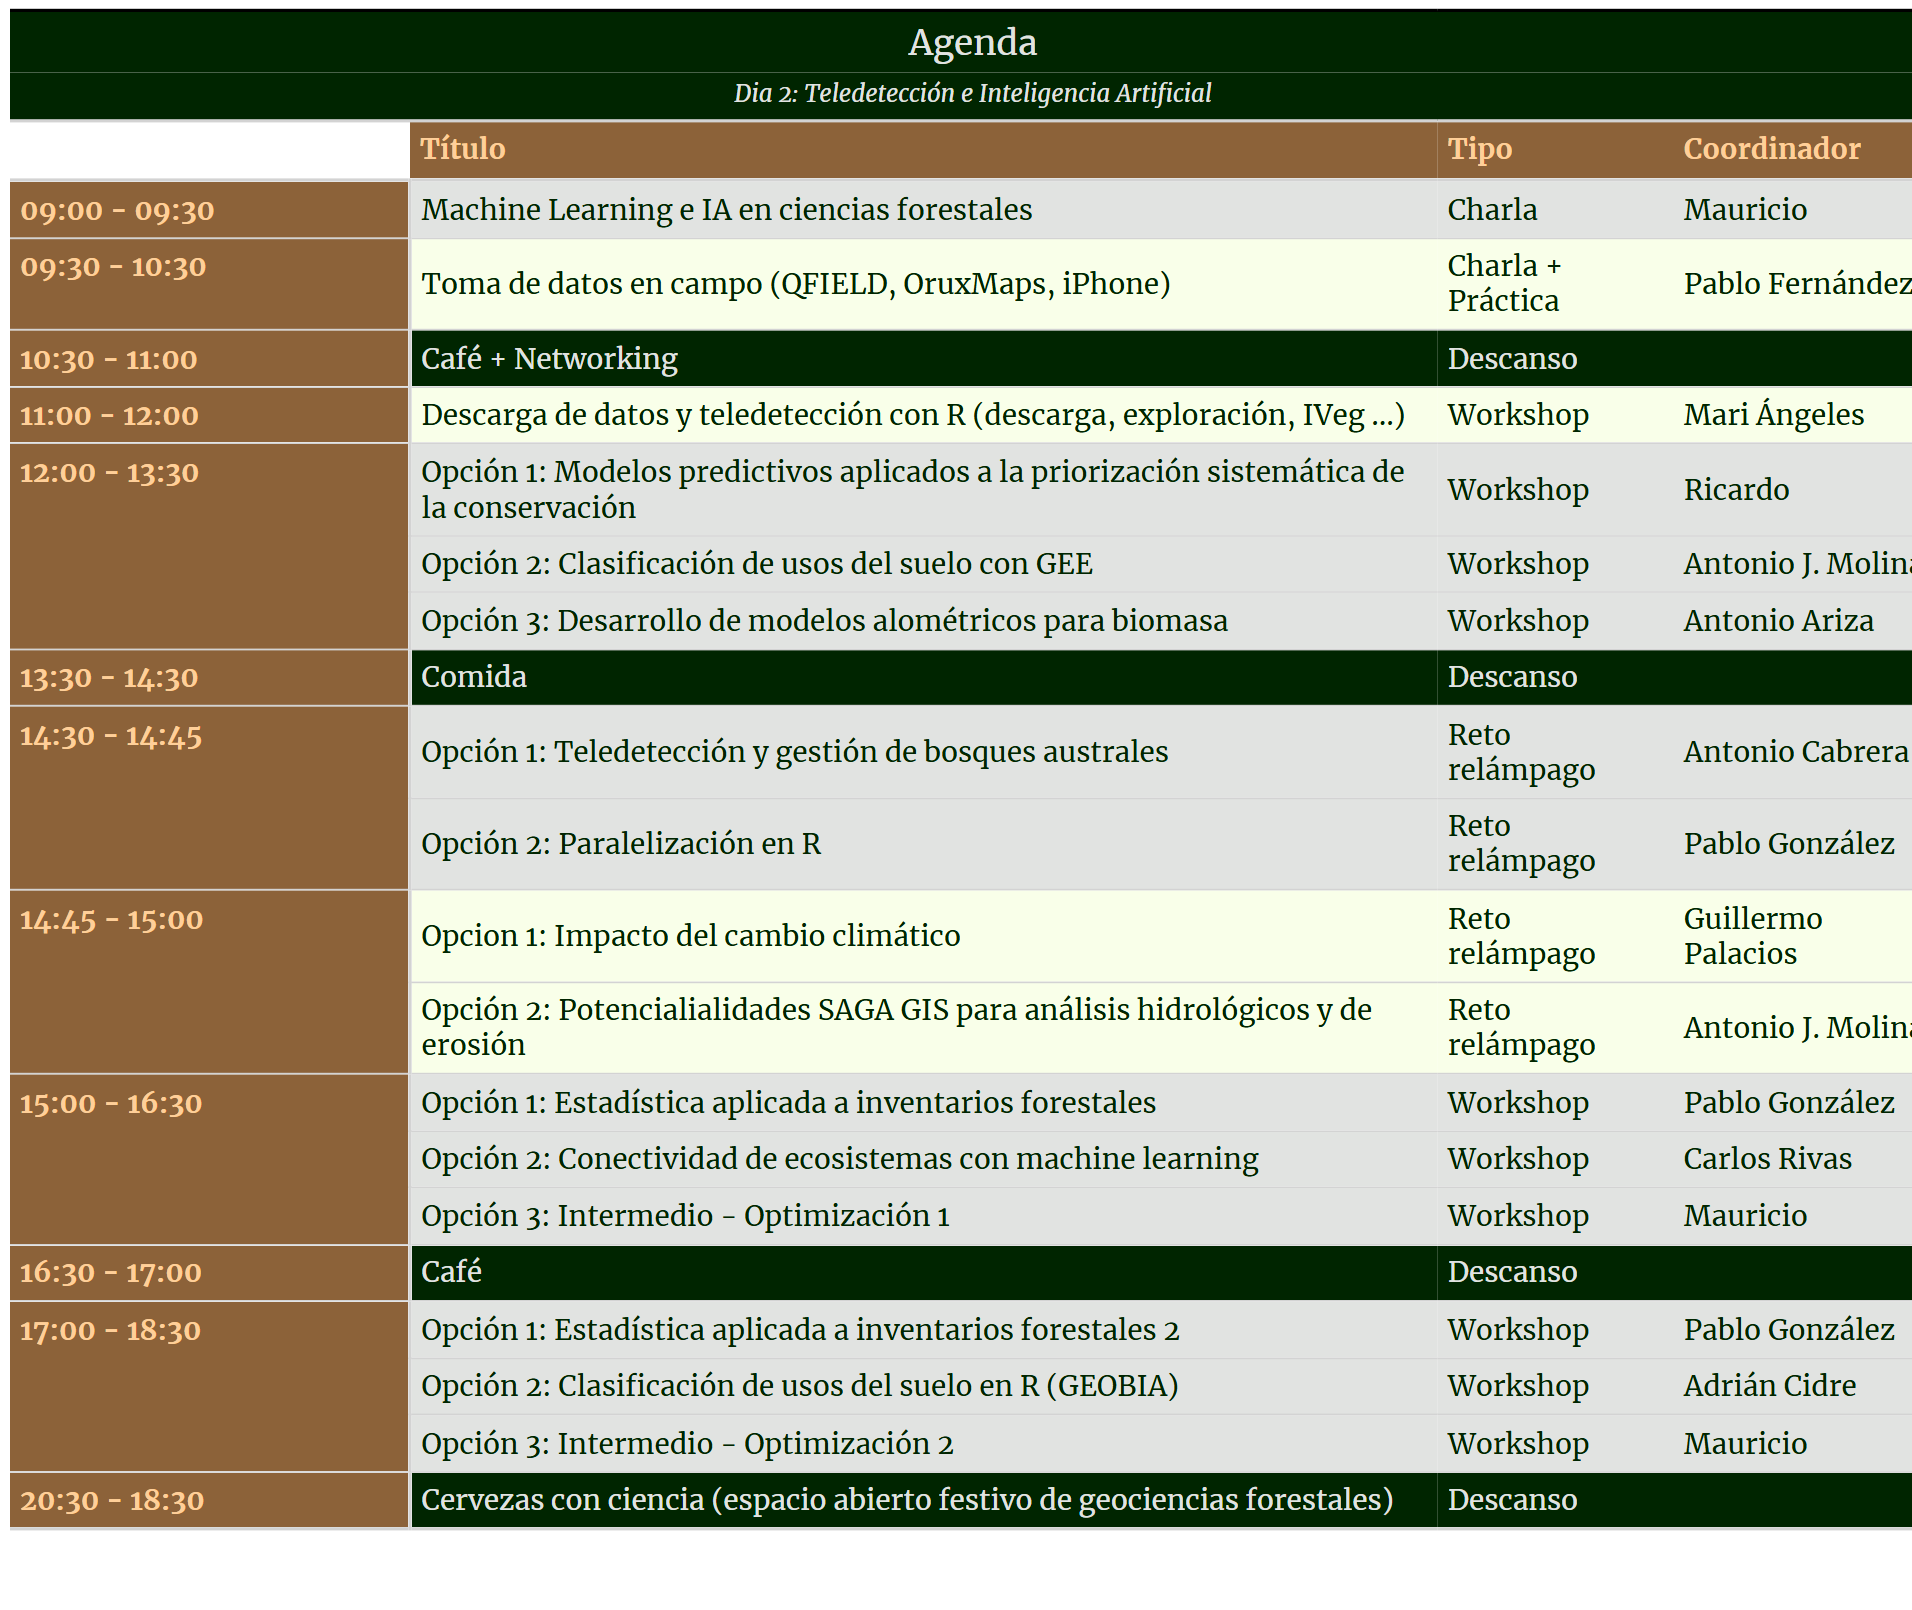 Agenda
Dia 2: Teledetección e Inteligencia Artificial
Título Tipo Coordinador
09:00 - 09:30 Machine Learning e IA en ciencias forestales Charla Mauricio
09:30 - 10:30 Toma de datos en campo (QFIELD, OruxMaps, iPhone) Charla + Práctica Pablo Fernández
10:30 - 11:00 Café + Networking Descanso
11:00 - 12:00 Descarga de datos y teledetección con R (descarga, exploración, IVeg ...) Workshop Mari Ángeles
12:00 - 13:30 Opción 1: Modelos predictivos aplicados a la priorización sistemática de la conservación Workshop Ricardo
Opción 2: Clasificación de usos del suelo con GEE Workshop Antonio J. Molina
Opción 3: Desarrollo de modelos alométricos para biomasa Workshop Antonio Ariza
13:30 - 14:30 Comida Descanso
14:30 - 14:45 Opción 1: Teledetección y gestión de bosques australes Reto relámpago Antonio Cabrera
Opción 2: Paralelización en R Reto relámpago Pablo González
14:45 - 15:00 Opcion 1: Impacto del cambio climático Reto relámpago Guillermo Palacios
Opción 2: Potencialialidades SAGA GIS para análisis hidrológicos y de erosión Reto relámpago Antonio J. Molina
15:00 - 16:30 Opción 1: Estadística aplicada a inventarios forestales Workshop Pablo González
Opción 2: Conectividad de ecosistemas con machine learning Workshop Carlos Rivas
Opción 3: Intermedio - Optimización 1 Workshop Mauricio
16:30 - 17:00 Café Descanso
17:00 - 18:30 Opción 1: Estadística aplicada a inventarios forestales 2 Workshop Pablo González
Opción 2: Clasificación de usos del suelo en R (GEOBIA) Workshop Adrián Cidre
Opción 3: Intermedio - Optimización 2 Workshop Mauricio
20:30 - 18:30 Cervezas con ciencia (espacio abierto festivo de geociencias forestales) Descanso